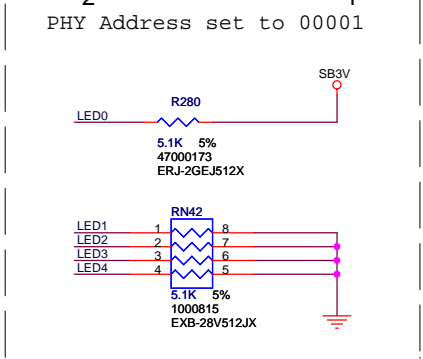 PHY Address set to 00001
SB3V
R280
LED0
5.1K 5%
47000173
ERJ-2GEJ512X
RN42
LED1 1 8
LED2 2 7
LED3 3 6
LED4 4 5
5.1K 5%
1000815
EXB-28V512JX